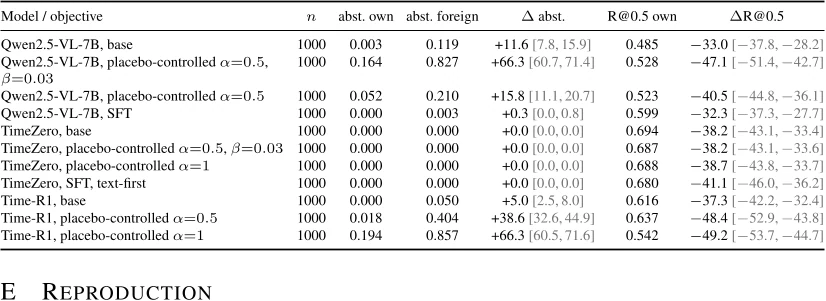 Model / objective n abst. own abst. foreign Δ abst. R@0.5 own ΔR@0.5
Qwen2.5-VL-7B, base 1000 0.003 0.119 +11.6 [7.8, 15.9] 0.485 −33.0 [−37.8, −28.2]
Qwen2.5-VL-7B, placebo-controlled α=0.5, 1000 0.164 0.827 +66.3 [60.7, 71.4] 0.528 −47.1 [−51.4, −42.7]
β=0.03
Qwen2.5-VL-7B, placebo-controlled α=0.5 1000 0.052 0.210 +15.8 [11.1, 20.7] 0.523 −40.5 [−44.8, −36.1]
Qwen2.5-VL-7B, SFT 1000 0.000 0.003 +0.3 [0.0, 0.8] 0.599 −32.3 [−37.3, −27.7]
TimeZero, base 1000 0.000 0.000 +0.0 [0.0, 0.0] 0.694 −38.2 [−43.1, −33.4]
TimeZero, placebo-controlled α=0.5, β=0.03 1000 0.000 0.000 +0.0 [0.0, 0.0] 0.687 −38.2 [−43.1, −33.6]
TimeZero, placebo-controlled α=1 1000 0.000 0.000 +0.0 [0.0, 0.0] 0.688 −38.7 [−43.8, −33.7]
TimeZero, SFT, text-first 1000 0.000 0.000 +0.0 [0.0, 0.0] 0.680 −41.1 [−46.0, −36.2]
Time-R1, base 1000 0.000 0.050 +5.0 [2.5, 8.0] 0.616 −37.3 [−42.2, −32.4]
Time-R1, placebo-controlled α=0.5 1000 0.018 0.404 +38.6 [32.6, 44.9] 0.637 −48.4 [−52.9, −43.8]
Time-R1, placebo-controlled α=1 1000 0.194 0.857 +66.3 [60.5, 71.6] 0.542 −49.2 [−53.7, −44.7]
E REPRODUCTION